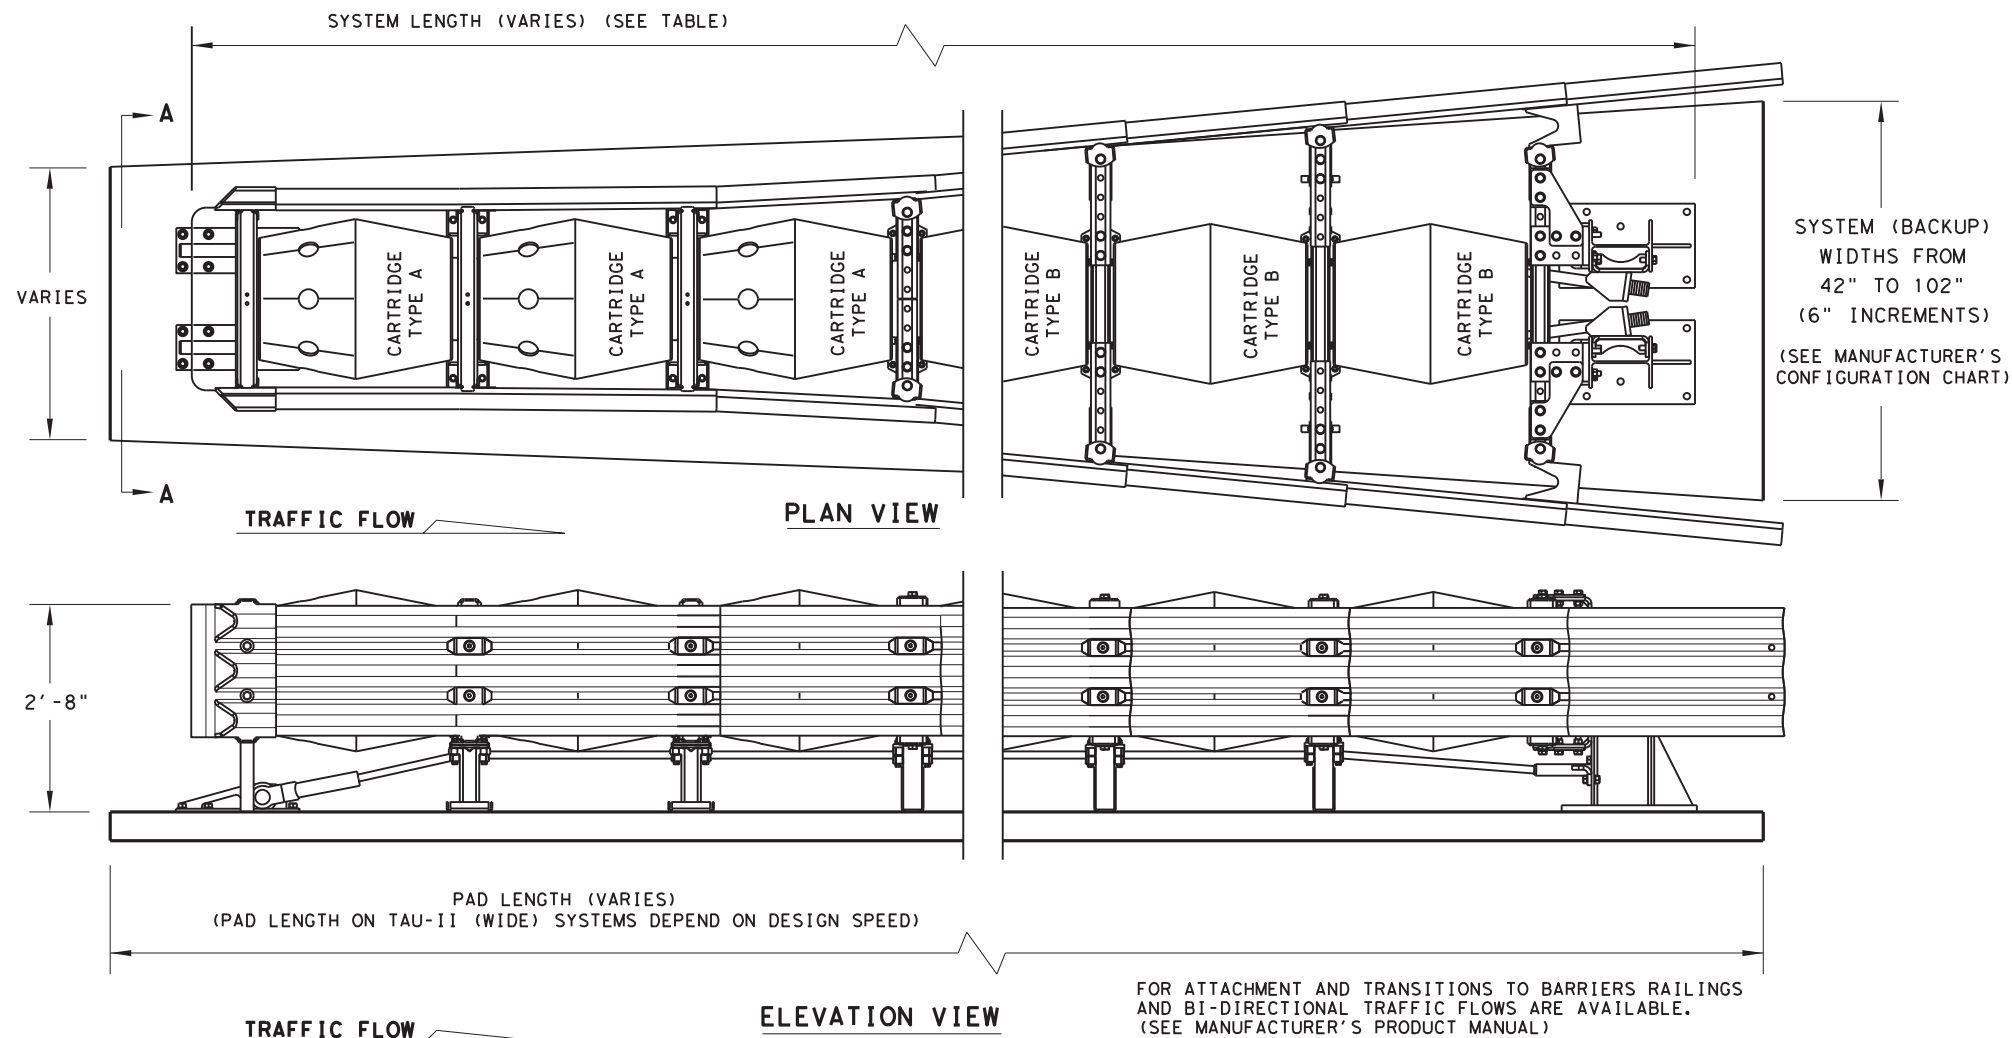 SYSTEM LENGTH (VARIES) (SEE TABLE)
A
VARIES
CARTRIDGE
TYPE A
CARTRIDGE
TYPE A
CARTRIDGE
TYPE A
CARTRIDGE
TYPE B
CARTRIDGE
TYPE B
CARTRIDGE
TYPE B
SYSTEM (BACKUP)
WIDTHS FROM
42" TO 102"
(6" INCREMENTS)
(SEE MANUFACTURER'S
CONFIGURATION CHART)
A
TRAFFIC FLOW
PLAN VIEW
2'-8"
PAD LENGTH (VARIES)
(PAD LENGTH ON TAU-II (WIDE) SYSTEMS DEPEND ON DESIGN SPEED)
TRAFFIC FLOW
ELEVATION VIEW
FOR ATTACHMENT AND TRANSITIONS TO BARRIERS RAILINGS
AND BI-DIRECTIONAL TRAFFIC FLOWS ARE AVAILABLE.
(SEE MANUFACTURER'S PRODUCT MANUAL)